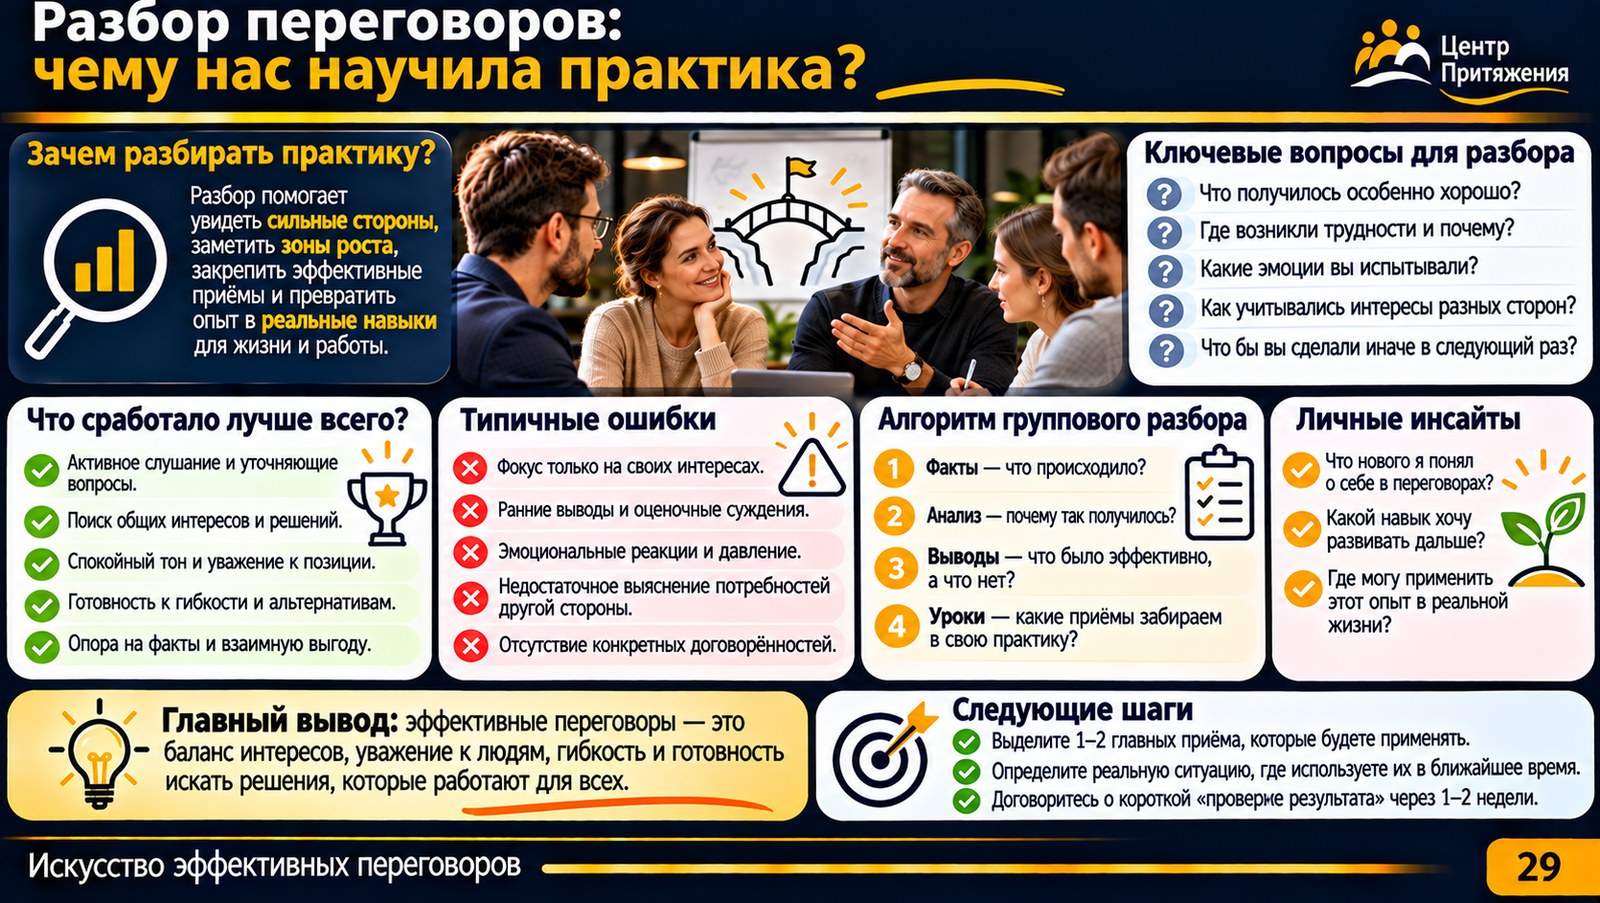 Разбор переговоров:
чему нас научила практика?
Центр
Притяжения
Зачем разбирать практику?
Разбор помогает
увидеть сильные стороны,
заметить зоны роста,
закрепить эффективные
приёмы и превратить
опыт в реальные навыки
для жизни и работы.
Ключевые вопросы для разбора
? Что получилось особенно хорошо?
? Где возникли трудности и почему?
? Какие эмоции вы испытывали?
? Как учитывались интересы разных сторон?
? Что бы вы сделали иначе в следующий раз?
Что сработало лучше всего?
Активное слушание и уточняющие
вопросы.
Поиск общих интересов и решений.
Спокойный тон и уважение к позиции.
Готовность к гибкости и альтернативам.
Опора на факты и взаимную выгоду.
Типичные ошибки
Фокус только на своих интересах.
Ранние выводы и оценочные суждения.
Эмоциональные реакции и давление.
Недостаточное выяснение потребностей
другой стороны.
Отсутствие конкретных договорённостей.
Алгоритм группового разбора
1 Факты — что происходило?
2 Анализ — почему так получилось?
3 Выводы — что было эффективно,
а что нет?
4 Уроки — какие приёмы забираем
в свою практику?
Личные инсайты
Что нового я понял
о себе в переговорах?
Какой навык хочу
развивать дальше?
Где могу применить
этот опыт в реальной
жизни?
Главный вывод: эффективные переговоры — это
баланс интересов, уважение к людям, гибкость и готовность
искать решения, которые работают для всех.
Следующие шаги
Выделите 1–2 главных приёма, которые будете применять.
Определите реальную ситуацию, где используете их в ближайшее время.
Договоритесь о короткой «проверке результата» через 1–2 недели.
Искусство эффективных переговоров
29